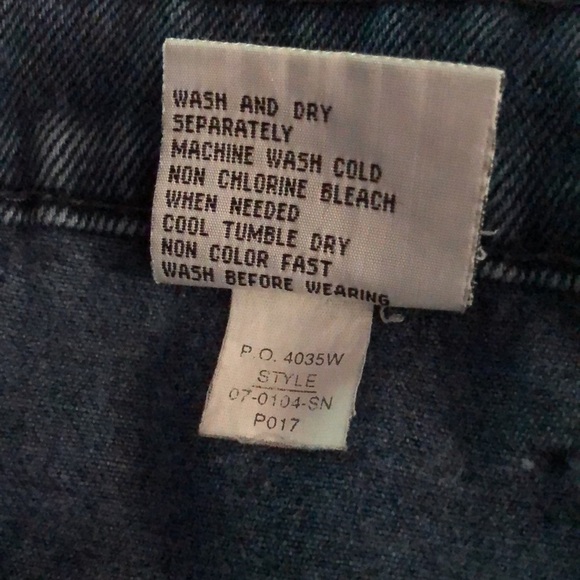 WASH AND DRY
SEPARATELY
MACHINE WASH COLD
NON CHLORINE BLEACH
WHEN NEEDED
COOL TUMBLE DRY
NON COLOR FAST
WASH BEFORE WEARING
P.O. 4035W
STYLE
07-0104-SN
P017